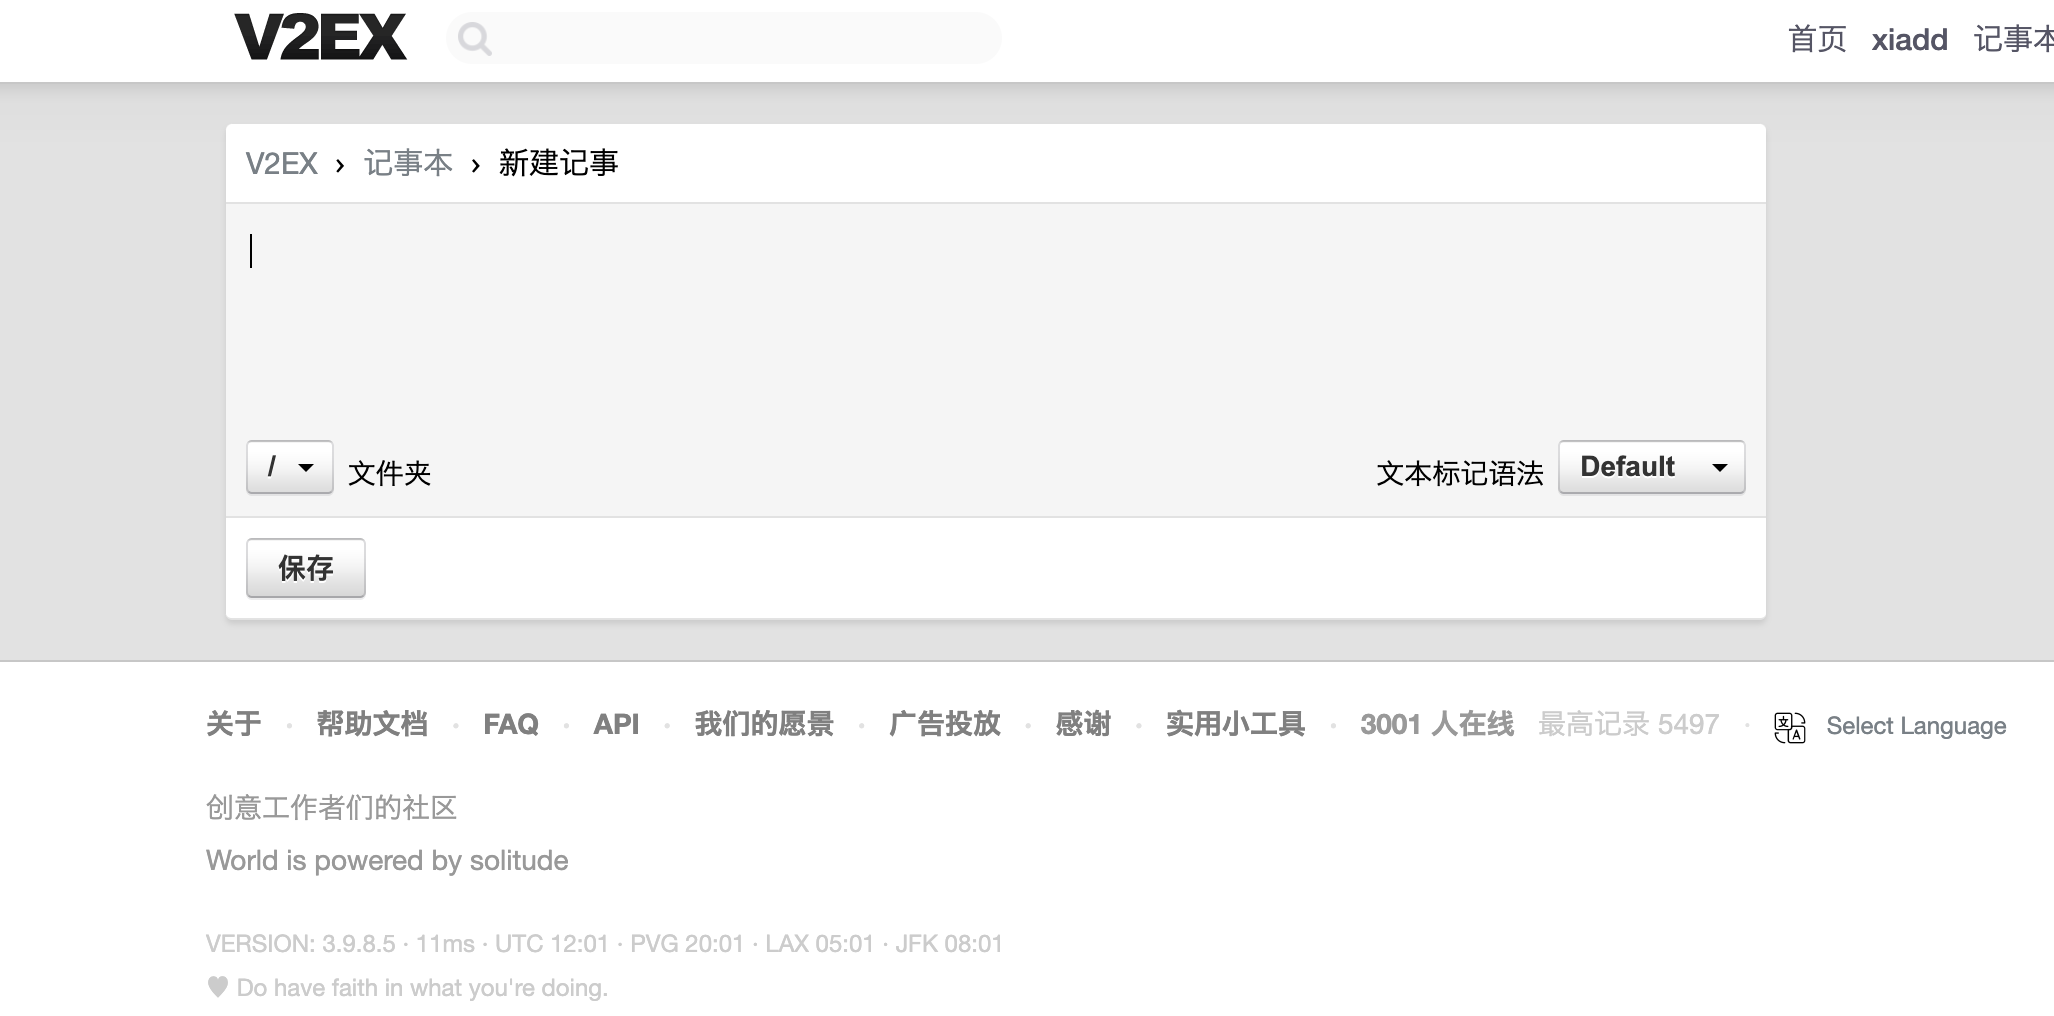 V2EX
首页 xiadd 记事本
V2EX › 记事本 › 新建记事
/ 文件夹 文本标记语法 Default
保存
关于 · 帮助文档 · FAQ · API · 我们的愿景 · 广告投放 · 感谢 · 实用小工具 · 3001 人在线 最高记录 5497 · Select Language
创意工作者们的社区
World is powered by solitude
VERSION: 3.9.8.5 · 11ms · UTC 12:01 · PVG 20:01 · LAX 05:01 · JFK 08:01
♥ Do have faith in what you're doing.